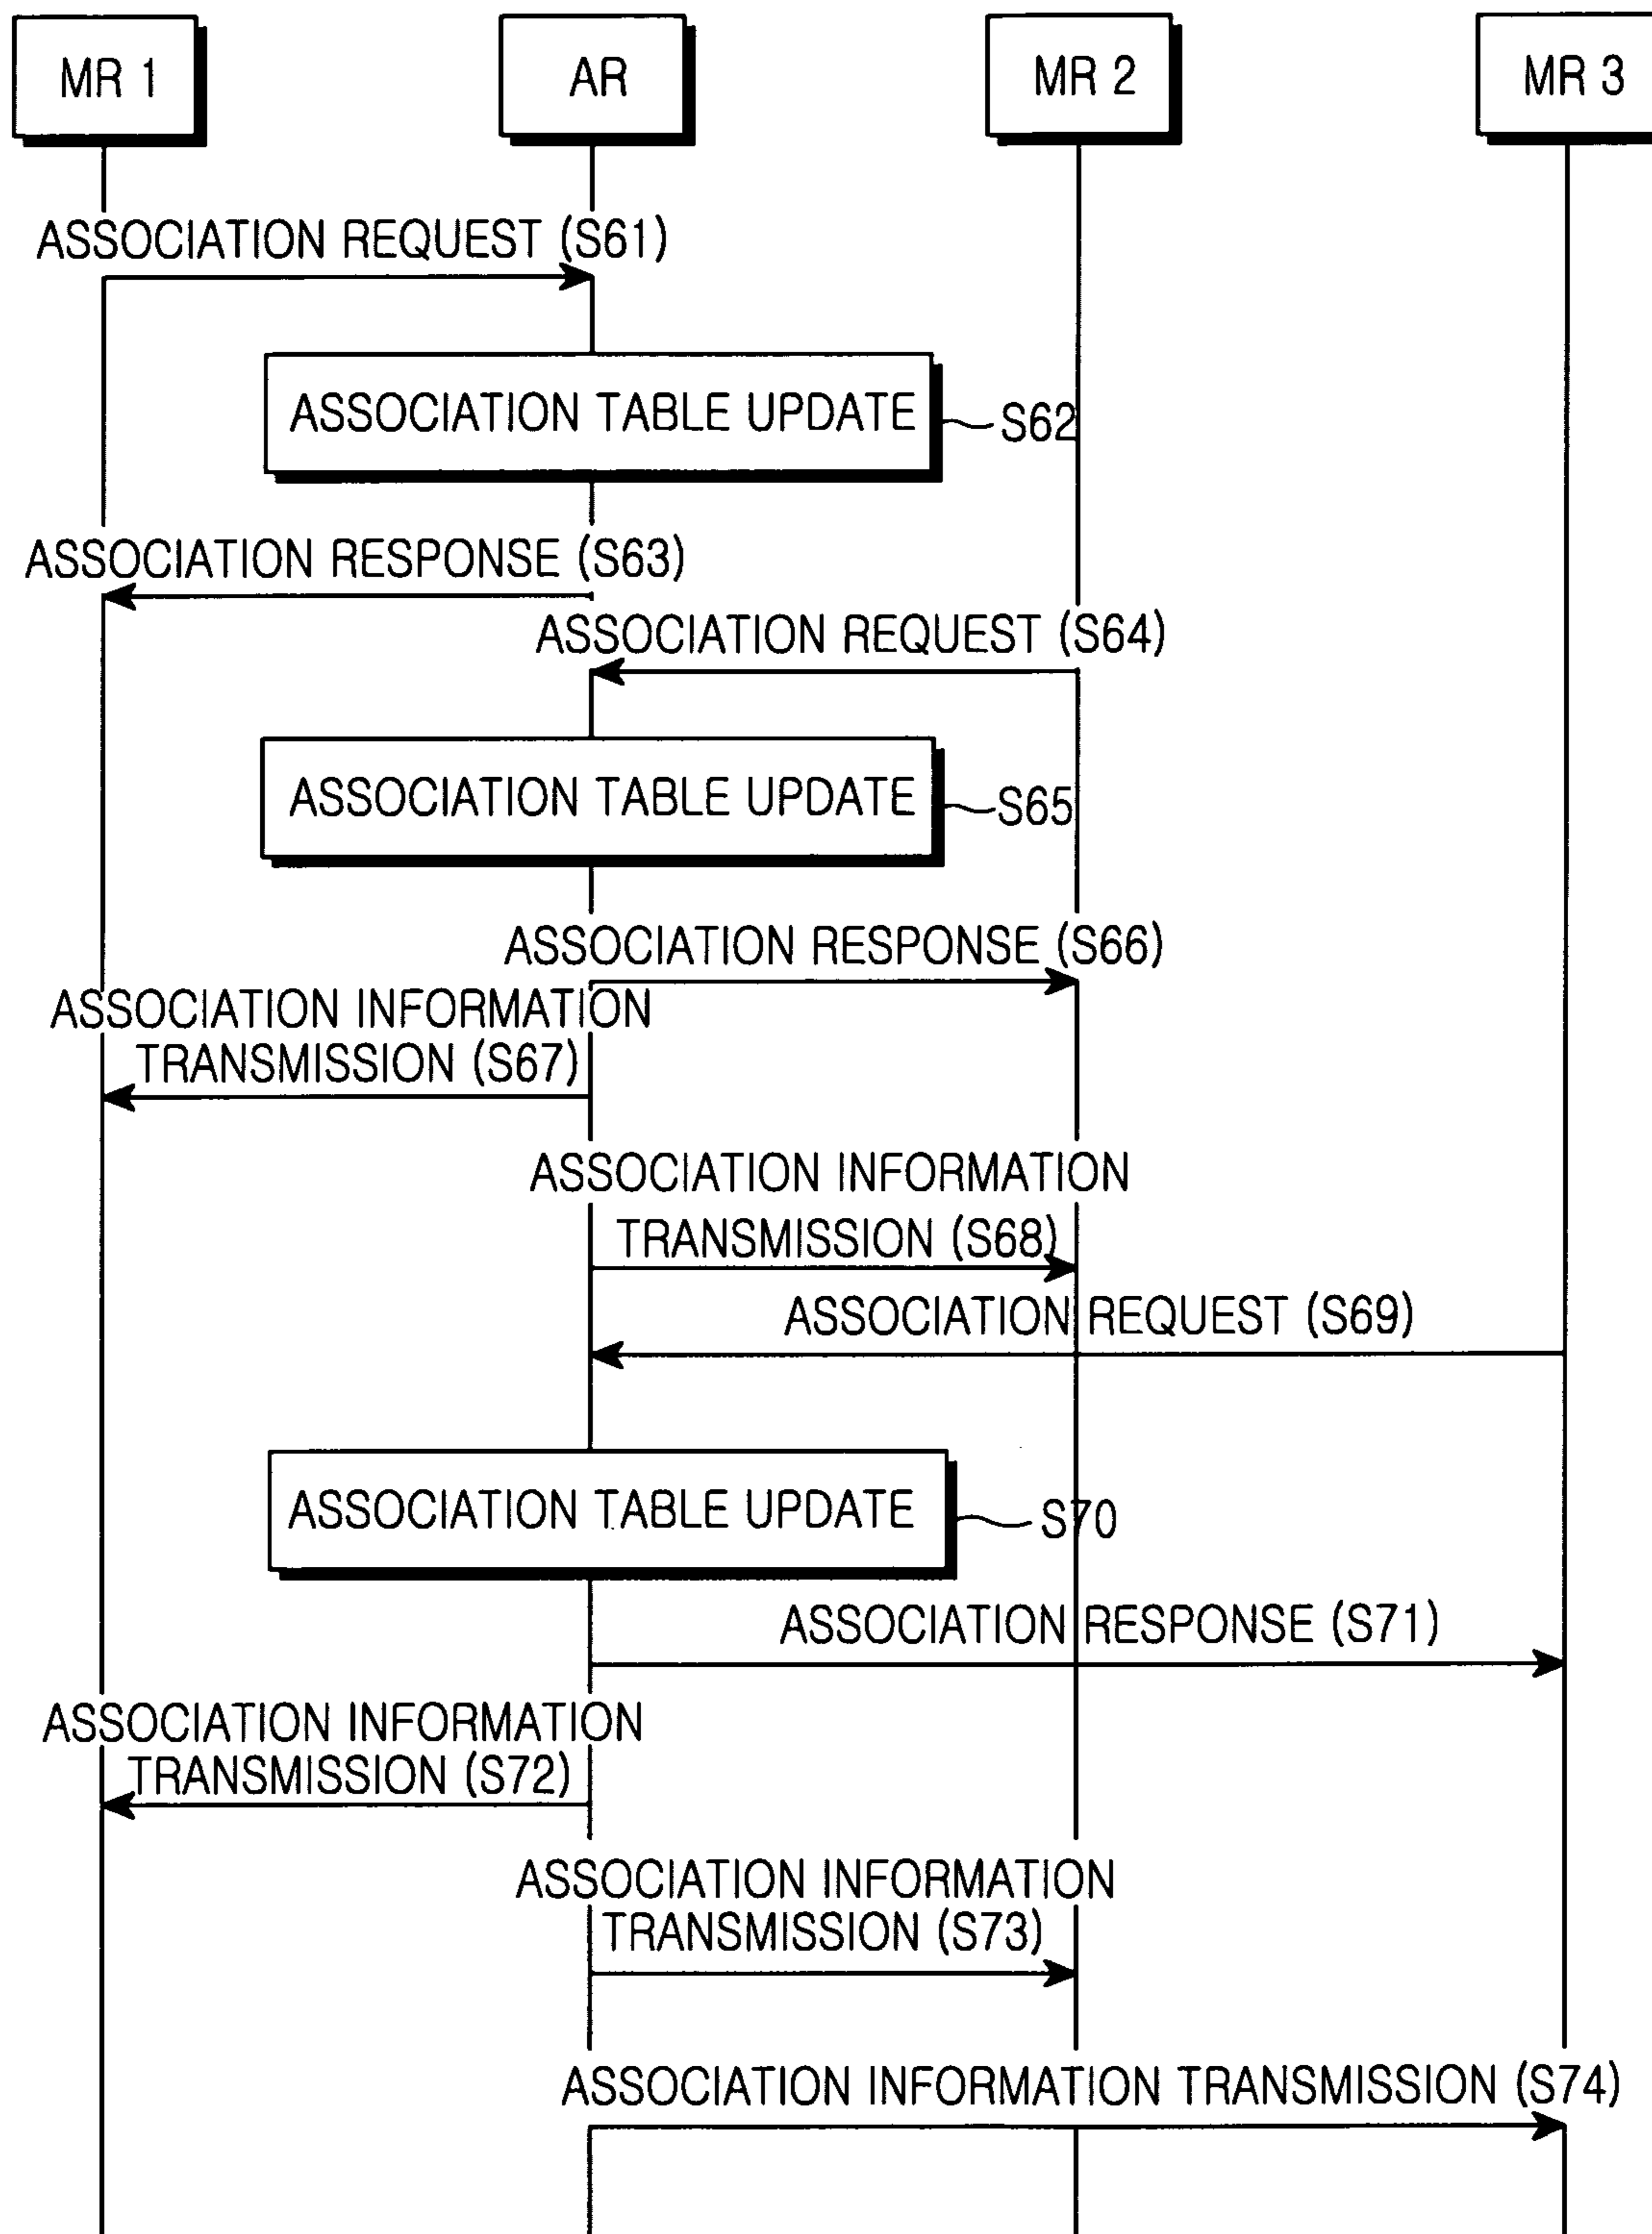 MR 1
AR
MR 2
MR 3
ASSOCIATION REQUEST (S61)
ASSOCIATION TABLE UPDATE
S62
ASSOCIATION RESPONSE (S63)
ASSOCIATION REQUEST (S64)
ASSOCIATION TABLE UPDATE
S65
ASSOCIATION RESPONSE (S66)
ASSOCIATION INFORMATION
TRANSMISSION (S67)
ASSOCIATION INFORMATION
TRANSMISSION (S68)
ASSOCIATION REQUEST (S69)
ASSOCIATION TABLE UPDATE
S70
ASSOCIATION RESPONSE (S71)
ASSOCIATION INFORMATION
TRANSMISSION (S72)
ASSOCIATION INFORMATION
TRANSMISSION (S73)
ASSOCIATION INFORMATION TRANSMISSION (S74)